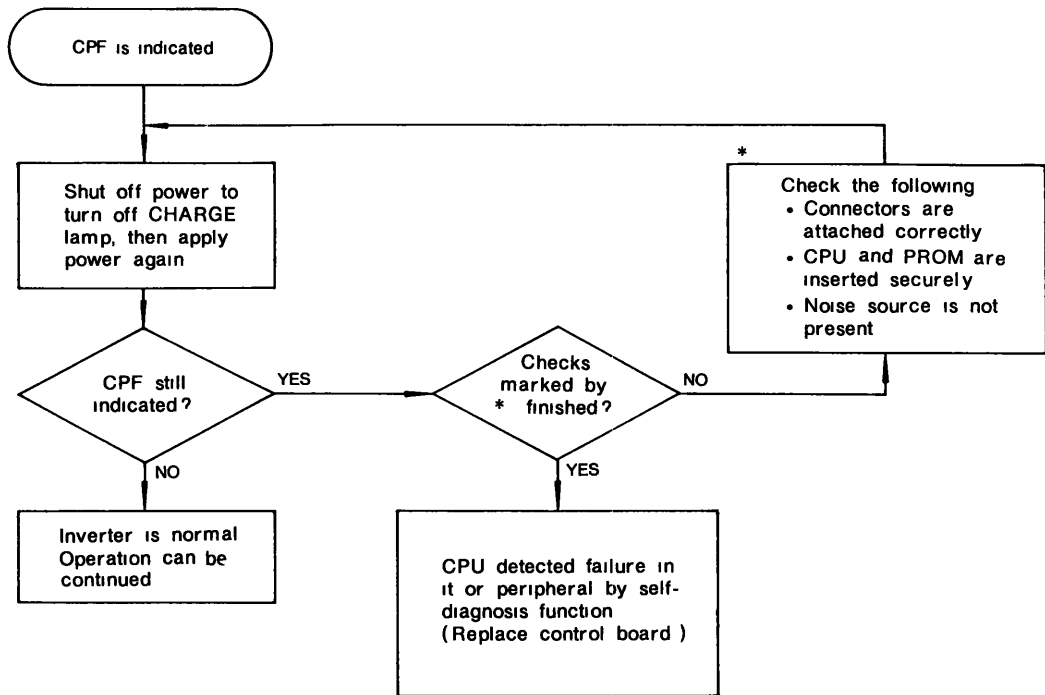 CPF is indicated
*
Shut off power to
turn off CHARGE
lamp, then apply
power again
Check the following
• Connectors are
attached correctly
• CPU and PROM are
inserted securely
• Noise source is not
present
CPF still
indicated?
YES
Checks
marked by
* finished?
NO
NO
YES
Inverter is normal
Operation can be
continued
CPU detected failure in
it or peripheral by self-
diagnosis function
(Replace control board)